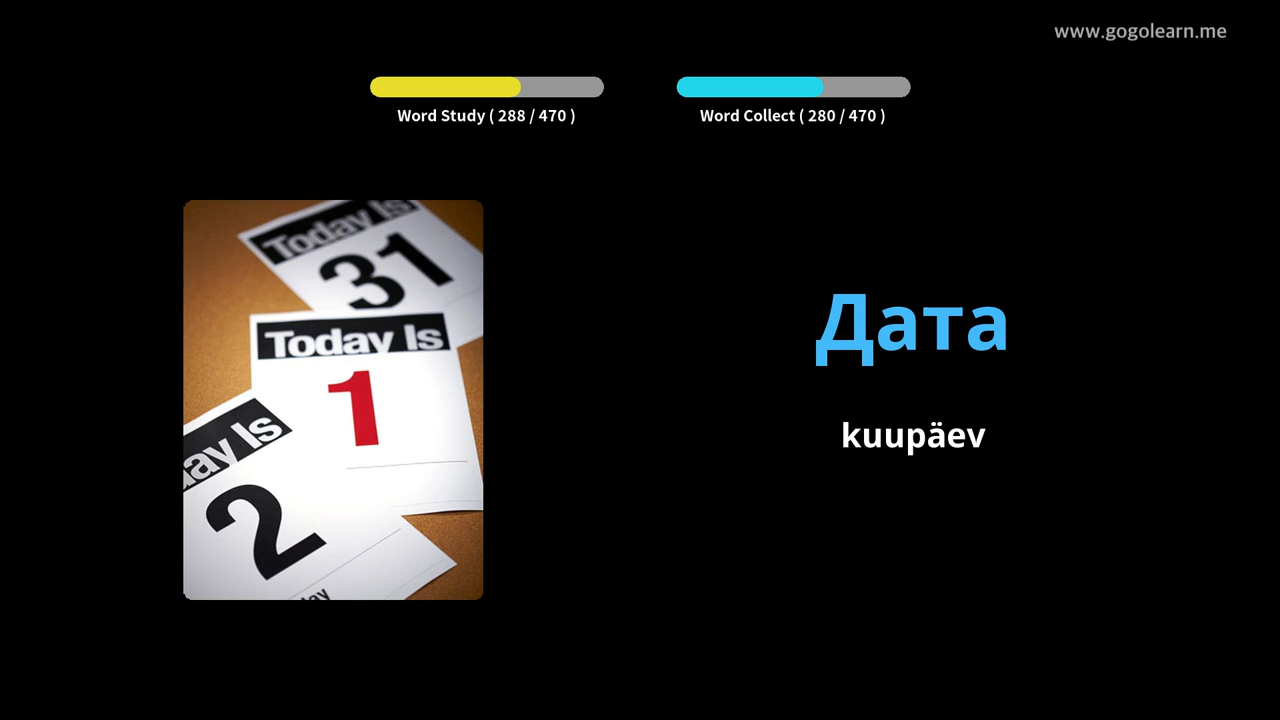 www.gogolearn.me
Word Study ( 288 / 470 )
Word Collect ( 280 / 470 )
Today Is
31
Today Is
1
ay Is
2
Дата
kuupäev